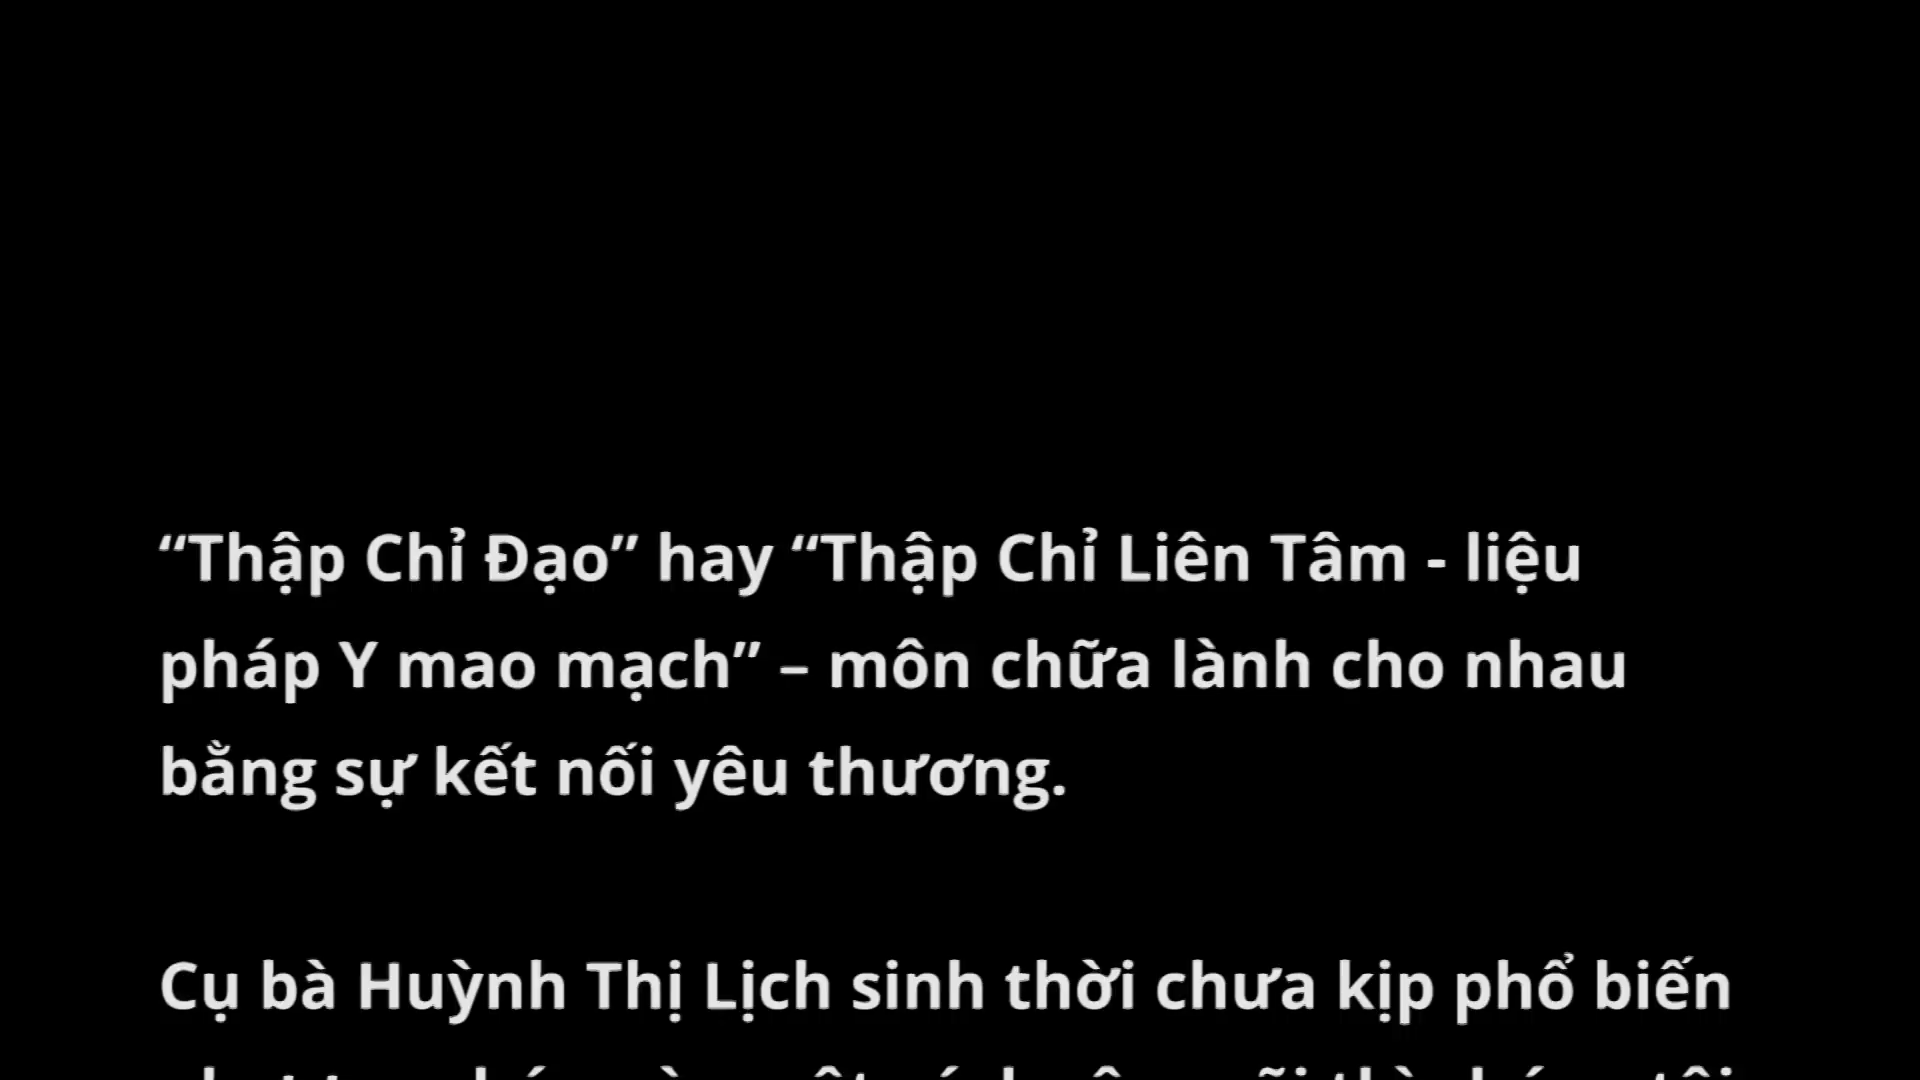 “Thập Chỉ Đạo” hay “Thập Chỉ Liên Tâm - liệu
pháp Y mao mạch” – môn chữa lành cho nhau
bằng sự kết nối yêu thương.
Cụ bà Huỳnh Thị Lịch sinh thời chưa kịp phổ biến